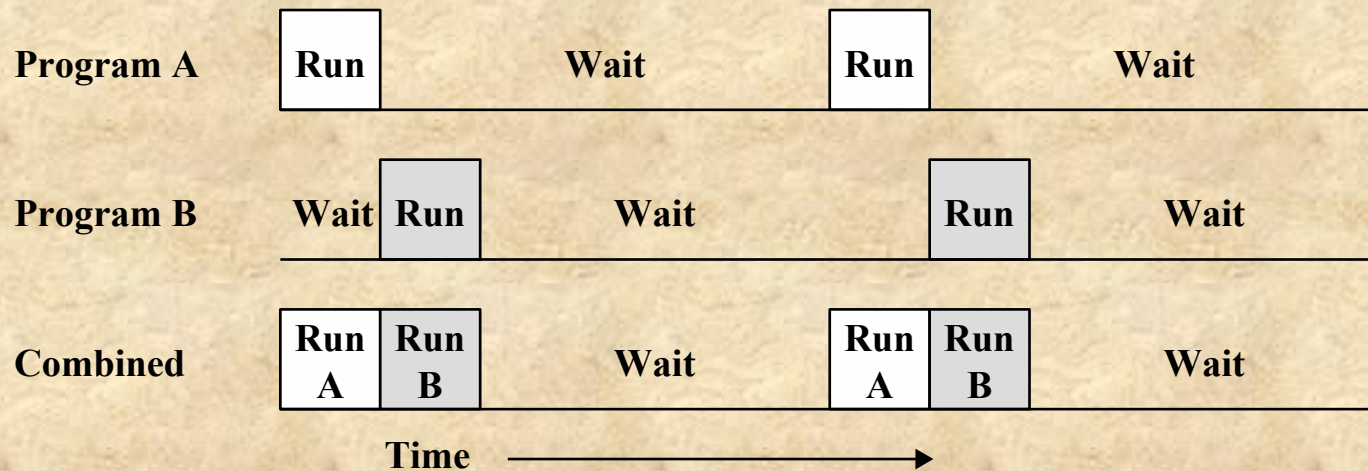 Program A Run Wait Run Wait
Program B Wait Run Wait Run Wait
Combined Run A Run B Wait Run A Run B Wait
Time